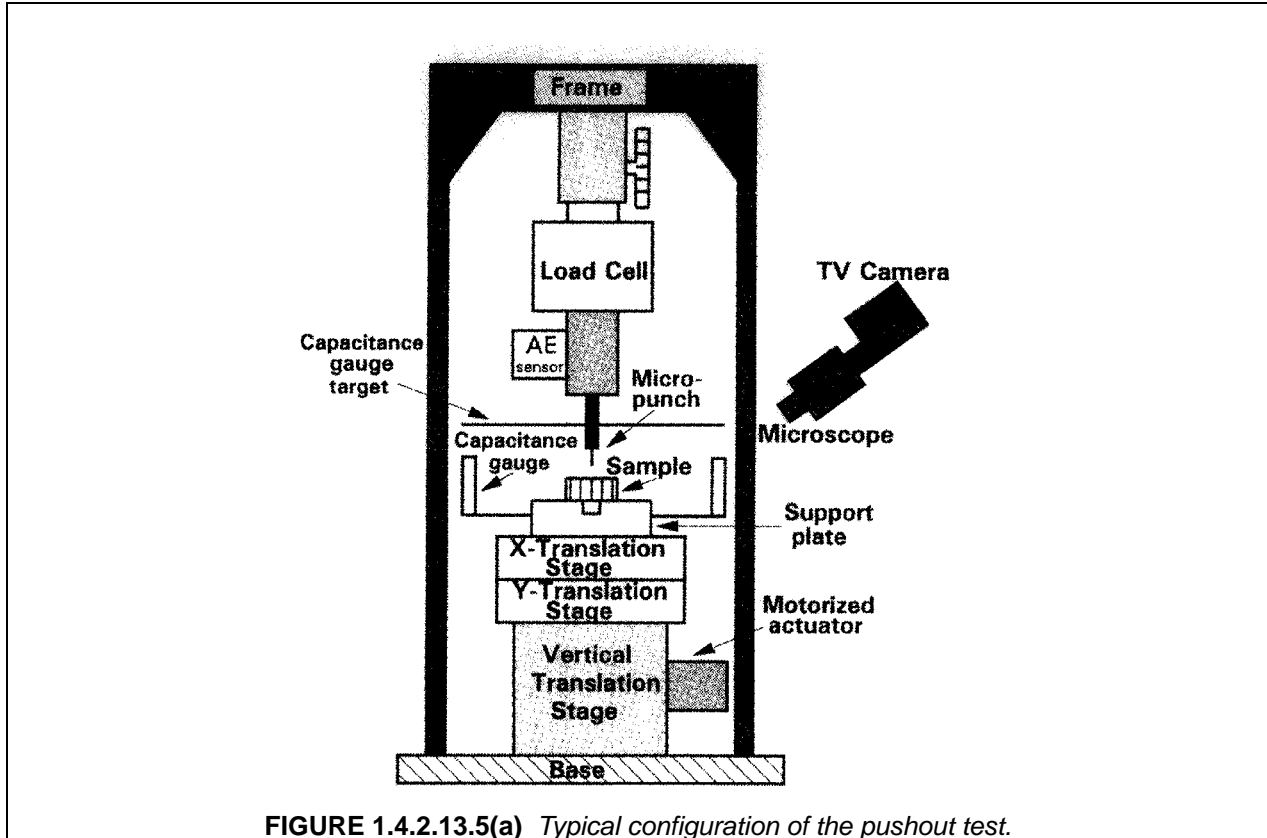 Frame
Load Cell
TV Camera
AE
sensor
Capacitance
gauge
target
Micro-
punch
Microscope
Capacitance
gauge
Sample
Support
plate
X-Translation
Stage
Y-Translation
Stage
Motorized
actuator
Vertical
Translation
Stage
Base
FIGURE 1.4.2.13.5(a) Typical configuration of the pushout test.